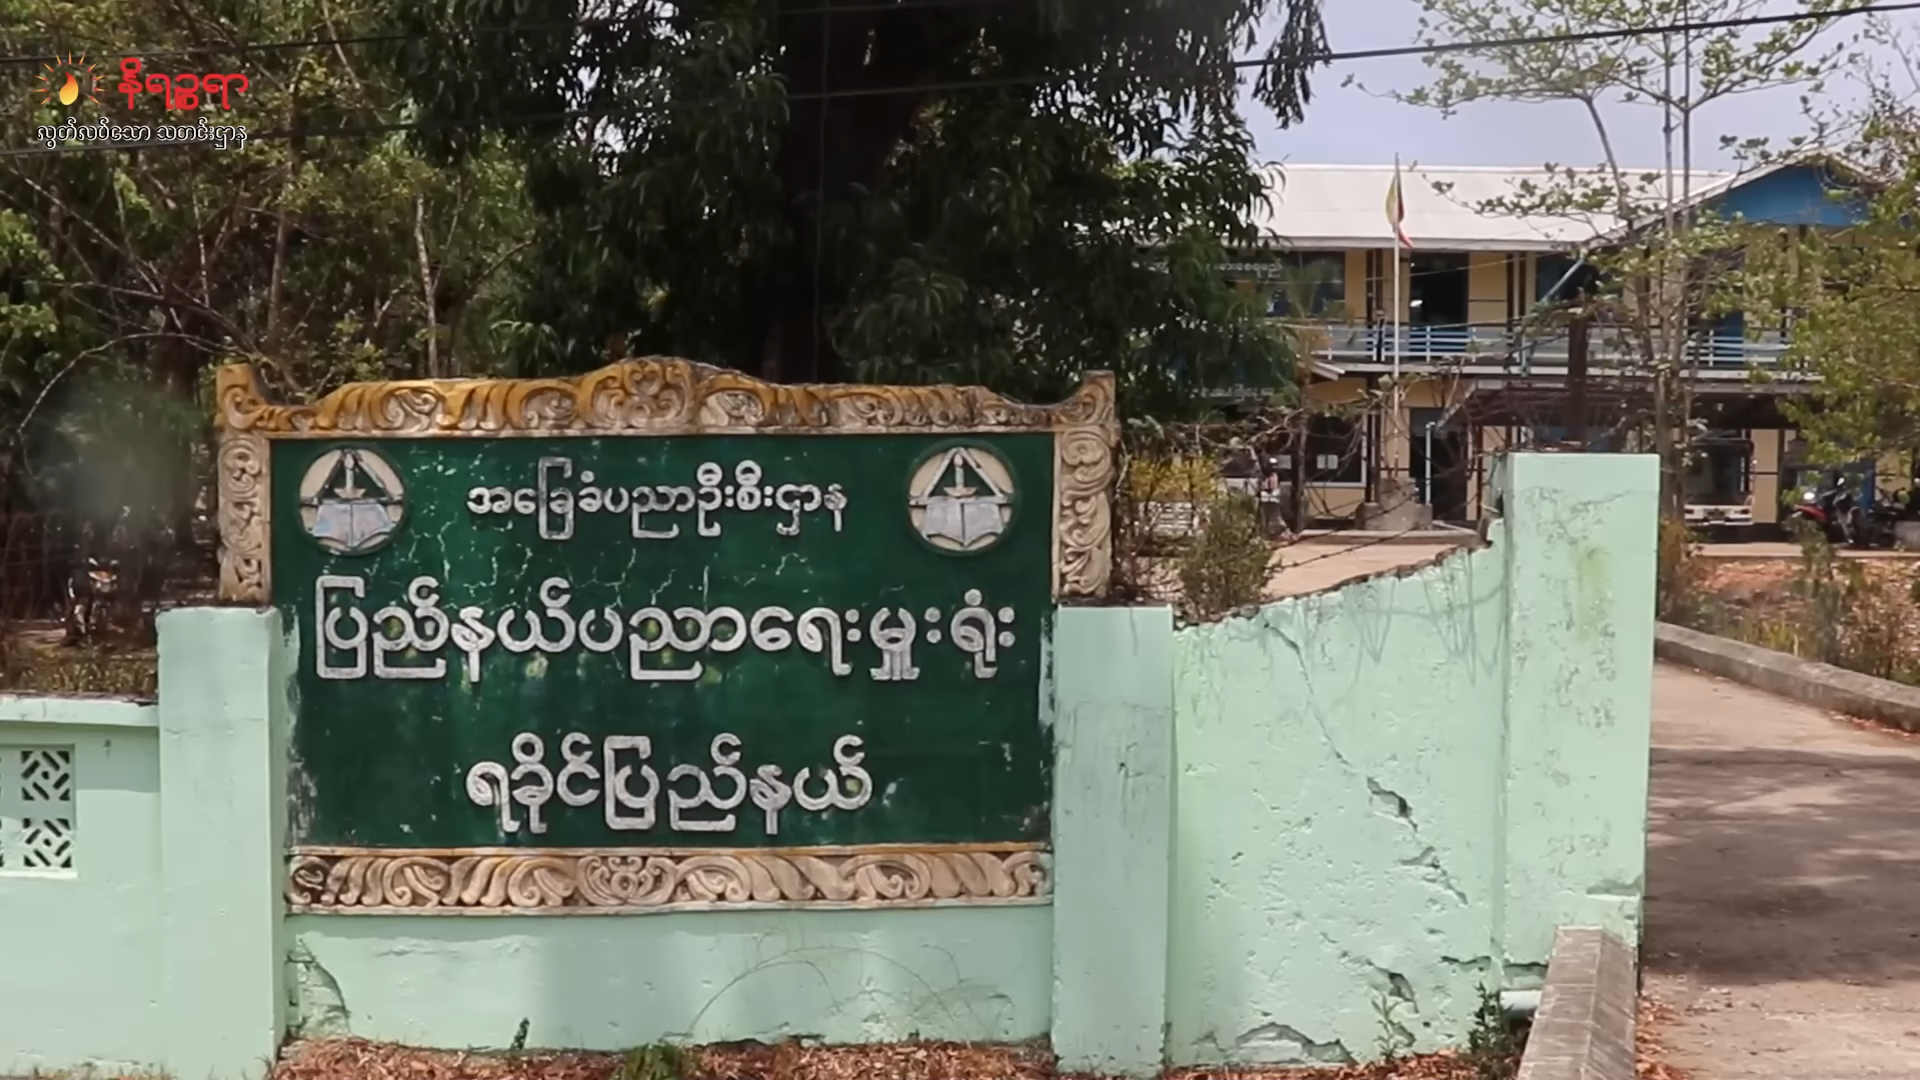 နိရဉ္စရာ
လွတ်လပ်သော သတင်းဌာန
အခြေခံပညာဦးစီးဌာန
ပြည်နယ်ပညာရေးမှူးရုံး
ရခိုင်ပြည်နယ်